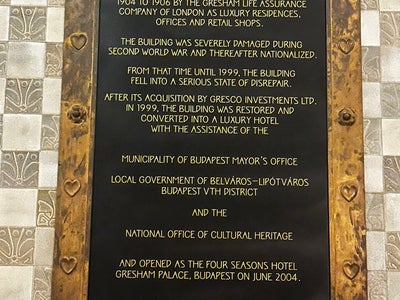 1904 TO 1906 BY THE GRESHAM LIFE ASSURANCE
COMPANY OF LONDON AS LUXURY RESIDENCES,
OFFICES AND RETAIL SHOPS.
THE BUILDING WAS SEVERELY DAMAGED DURING
SECOND WORLD WAR AND THEREAFTER NATIONALIZED.
FROM THAT TIME UNTIL 1999, THE BUILDING
FELL INTO A SERIOUS STATE OF DISREPAIR.
AFTER ITS ACQUISITION BY GRESCO INVESTMENTS LTD.
IN 1999, THE BUILDING WAS RESTORED AND
CONVERTED INTO A LUXURY HOTEL
WITH THE ASSISTANCE OF THE
MUNICIPALITY OF BUDAPEST MAYOR'S OFFICE
LOCAL GOVERNMENT OF BELVÁROS-LIPÓTVÁROS
BUDAPEST VTH DISTRICT
AND THE
NATIONAL OFFICE OF CULTURAL HERITAGE
AND OPENED AS THE FOUR SEASONS HOTEL
GRESHAM PALACE, BUDAPEST ON JUNE 2004.